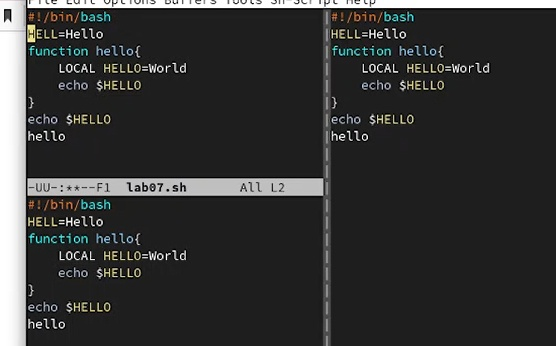 File Edit Options Buffers Tools Sh-Script Help
#!/bin/bash
HELL=Hello
function hello{
    LOCAL HELLO=World
    echo $HELLO
}
echo $HELLO
hello
-UU-:**--F1  lab07.sh       All L2
#!/bin/bash
HELL=Hello
function hello{
    LOCAL HELLO=World
    echo $HELLO
}
echo $HELLO
hello
#!/bin/bash
HELL=Hello
function hello{
    LOCAL HELLO=World
    echo $HELLO
}
echo $HELLO
hello